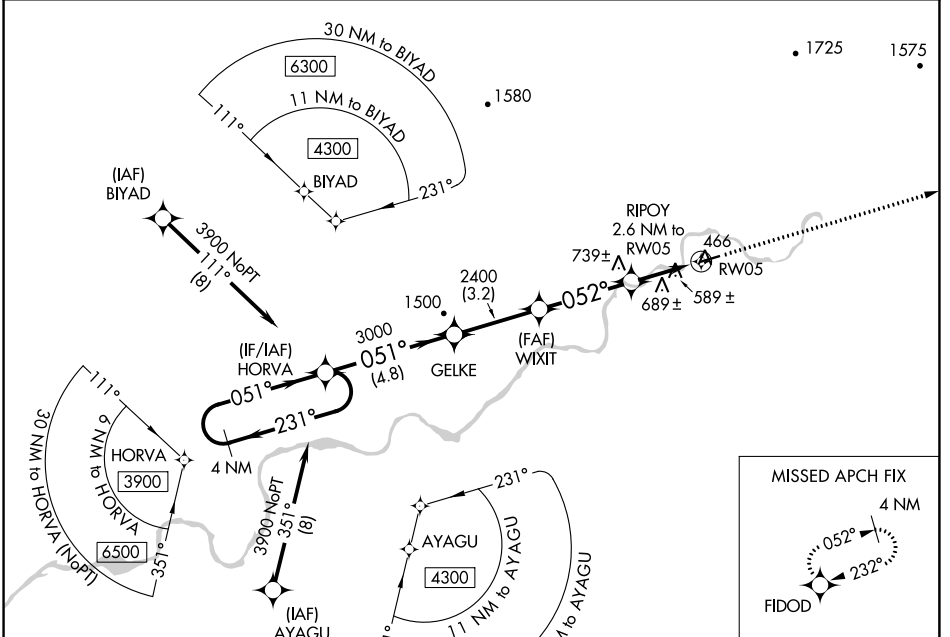 30 NM to BIYAD
6300
11 NM to BIYAD
4300
111°
BIYAD
231°
1580
1725
1575
(IAF)
BIYAD
3900 NoPT
111°
(8)
RIPOY
2.6 NM to
RW05
739±
466
RW05
689±
589±
2400
(3.2)
052°
(FAF)
WIXIT
1500
3000
051°
(4.8)
GELKE
(IF/IAF)
HORVA
051°
231°
4 NM
111°
30 NM to HORVA (NoPT)
6 NM to HORVA
HORVA
3900
6500
351°
3900 NoPT
351°
(8)
(IAF)
AYAGU
231°
AYAGU
4300
11 NM to AYAGU
M to AYAGU
MISSED APCH FIX
4 NM
052°
232°
FIDOD